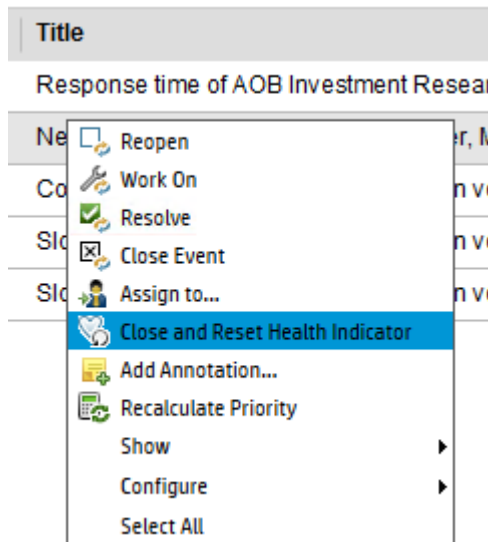 Title
Response time of AOB Investment
Reopen
Work On
Resolve
Close Event
Assign to...
Close and Reset Health Indicator
Add Annotation...
Recalculate Priority
Show
Configure
Select All